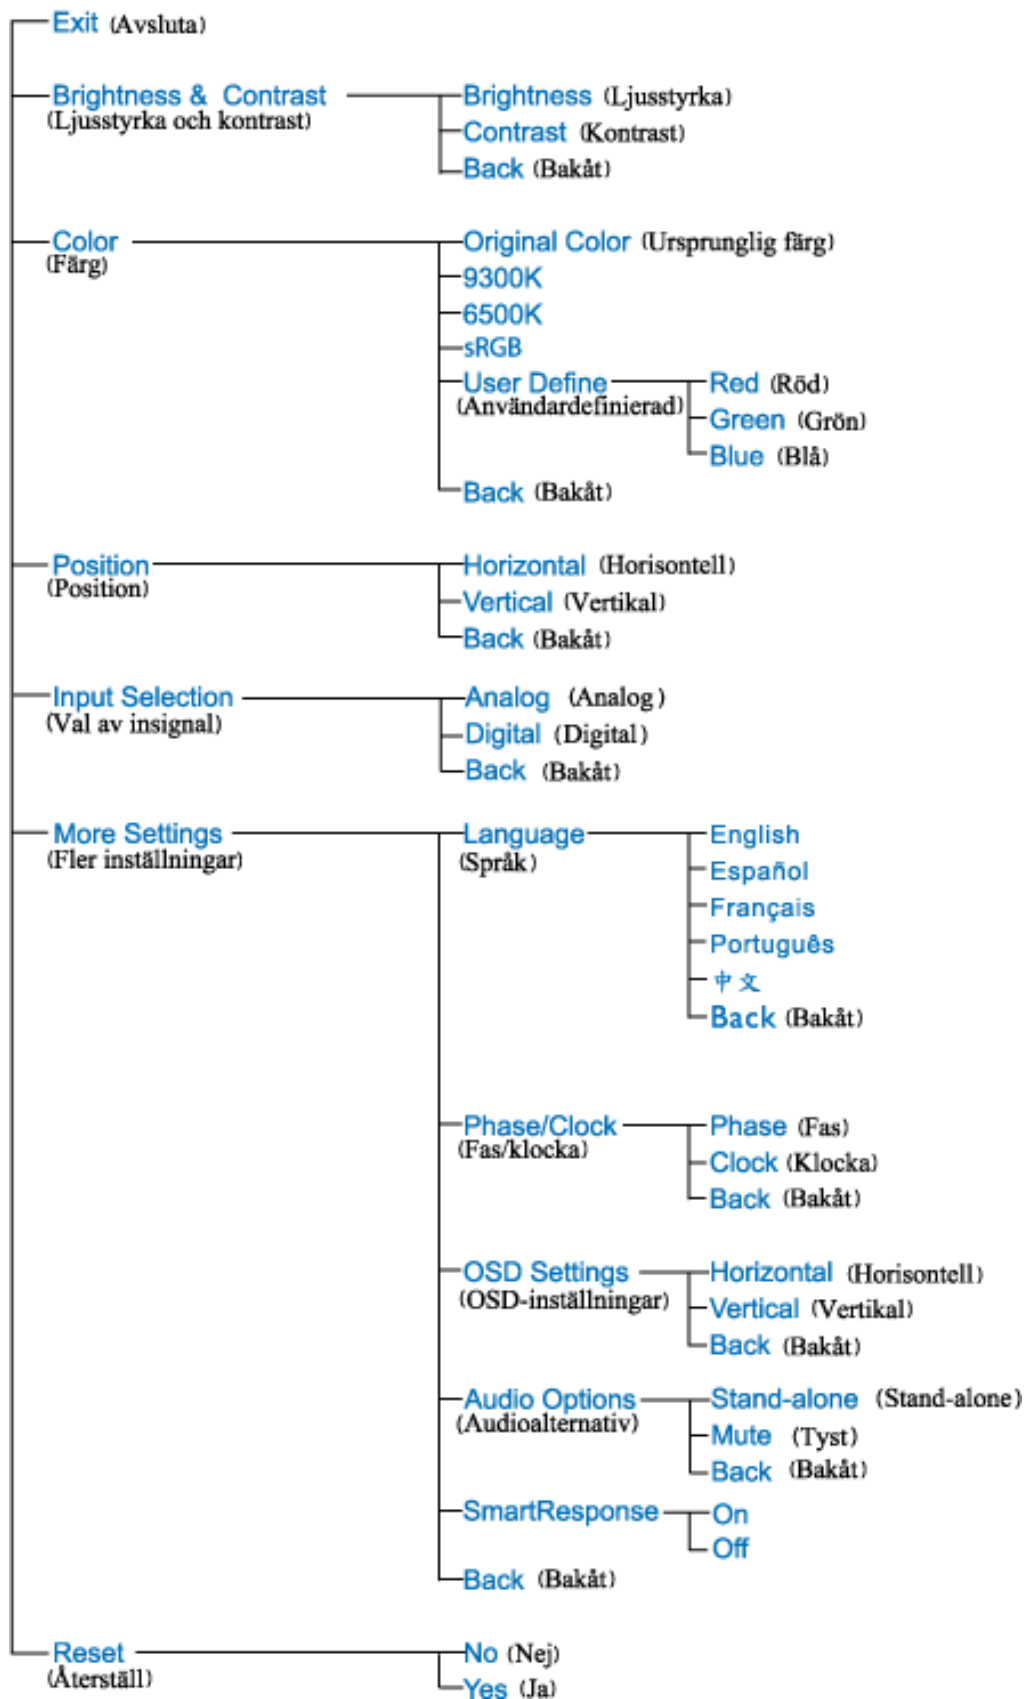 Exit (Avsluta)
Brightness & Contrast
(Ljusstyrka och kontrast)
Brightness (Ljusstyrka)
Contrast (Kontrast)
Back (Bakåt)
Color
(Färg)
Original Color (Ursprunglig färg)
9300K
6500K
sRGB
User Define
(Användardefinierad)
Red (Röd)
Green (Grön)
Blue (Blå)
Back (Bakåt)
Position
(Position)
Horizontal (Horisontell)
Vertical (Vertikal)
Back (Bakåt)
Input Selection
(Val av insignal)
Analog (Analog)
Digital (Digital)
Back (Bakåt)
More Settings
(Fler inställningar)
Language
(Språk)
English
Español
Français
Português
中文
Back (Bakåt)
Phase/Clock
(Fas/klocka)
Phase (Fas)
Clock (Klocka)
Back (Bakåt)
OSD Settings
(OSD-inställningar)
Horizontal (Horisontell)
Vertical (Vertikal)
Back (Bakåt)
Audio Options
(Audioalternativ)
Stand-alone (Stand-alone)
Mute (Tyst)
Back (Bakåt)
SmartResponse
On
Off
Back (Bakåt)
Reset
(Återställ)
No (Nej)
Yes (Ja)